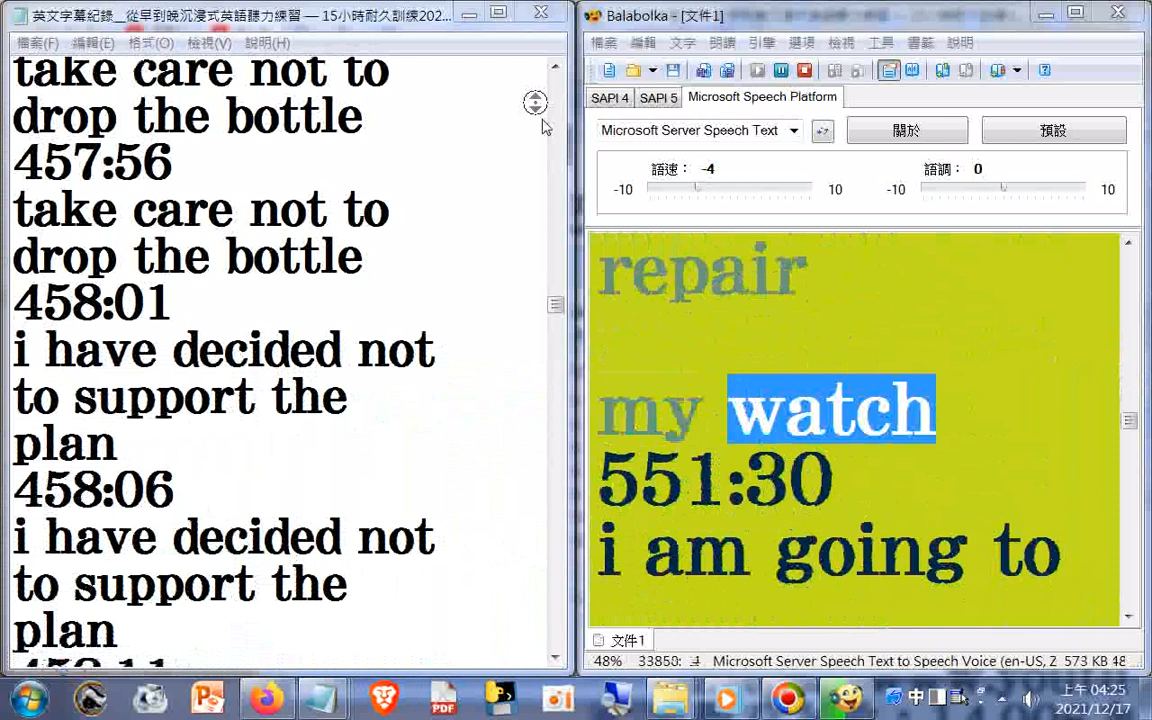 英文字幕紀錄__從早到晚沉浸式英語聽力練習 — 15小時耐久訓練202...
檔案(F) 編輯(E) 格式(O) 檢視(V) 說明(H)
take care not to
drop the bottle
457:56
take care not to
drop the bottle
458:01
i have decided not
to support the
plan
458:06
i have decided not
to support the
plan
458:11
Balabolka - [文件1]
檔案 編輯 文字 朗讀 引擎 選項 檢視 工具 書籤 說明
SAPI 4 SAPI 5 Microsoft Speech Platform
Microsoft Server Speech Text 關於 預設
語速： -4 語調： 0
-10 10 -10 10
repair
my watch
551:30
i am going to
文件1
48% 33850: 4 Microsoft Server Speech Text to Speech Voice (en-US, Z 573 KB 48
中 上午 04:25
2021/12/17